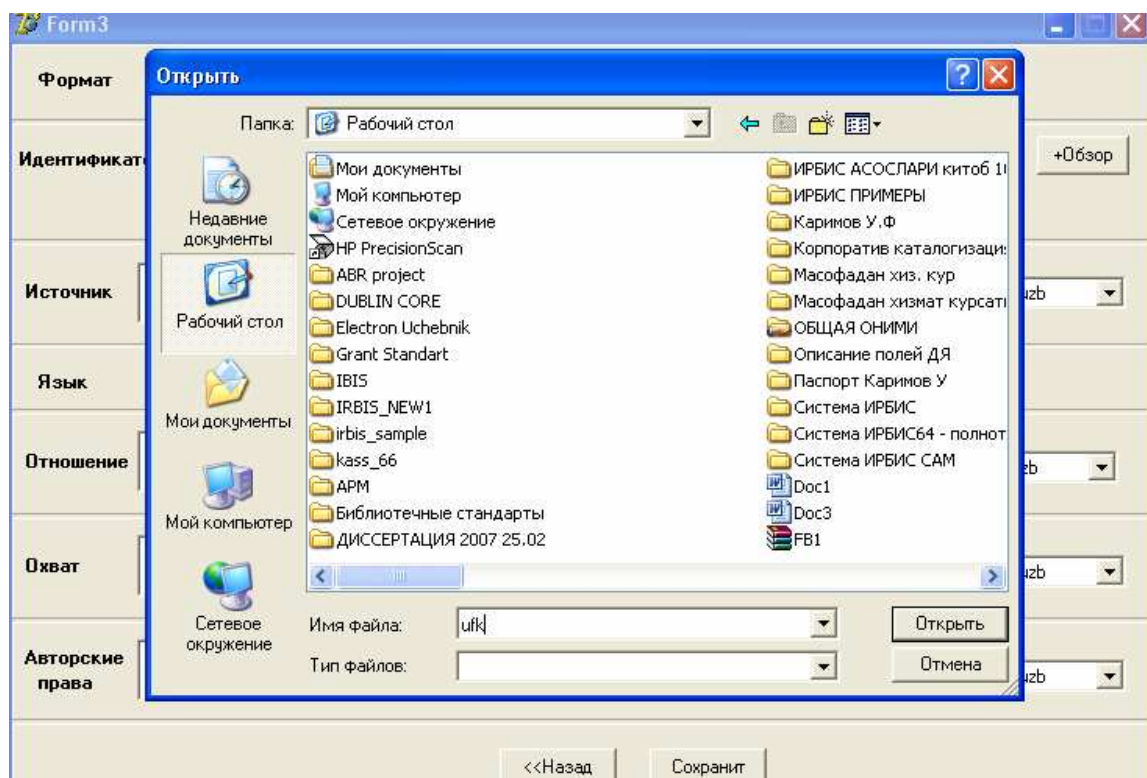 Form3
Формат
Идентификат
+Обзор
Источник
uzb
Язык
Отношение
zb
Охват
uzb
Авторские
права
uzb
<<Назад
Сохранит
Открыть
Папка:
Рабочий стол
Недавние
документы
Рабочий стол
Мои документы
Мой компьютер
Сетевое
окружение
Мои документы
Мой компьютер
Сетевое окружение
HP PrecisionScan
ABR project
DUBLIN CORE
Electron Uchebnik
Grant Standart
IBIS
IRBIS_NEW1
irbis_sample
kass_66
АРМ
Библиотечные стандарты
ДИССЕРТАЦИЯ 2007 25.02
ИРБИС АСОСЛАРИ китоб 1
ИРБИС ПРИМЕРЫ
Каримов У.Ф
Корпоратив каталогизаци
Масофадан хиз. кур
Масофадан хизмат курсат
ОБЩАЯ ОНИМИ
Описание полей ДЯ
Паспорт Каримов У
Система ИРБИС
Система ИРБИС64 - полнот
Система ИРБИС САМ
Doc1
Doc3
FB1
Имя файла:
ufk
Открыть
Тип файлов:
Отмена